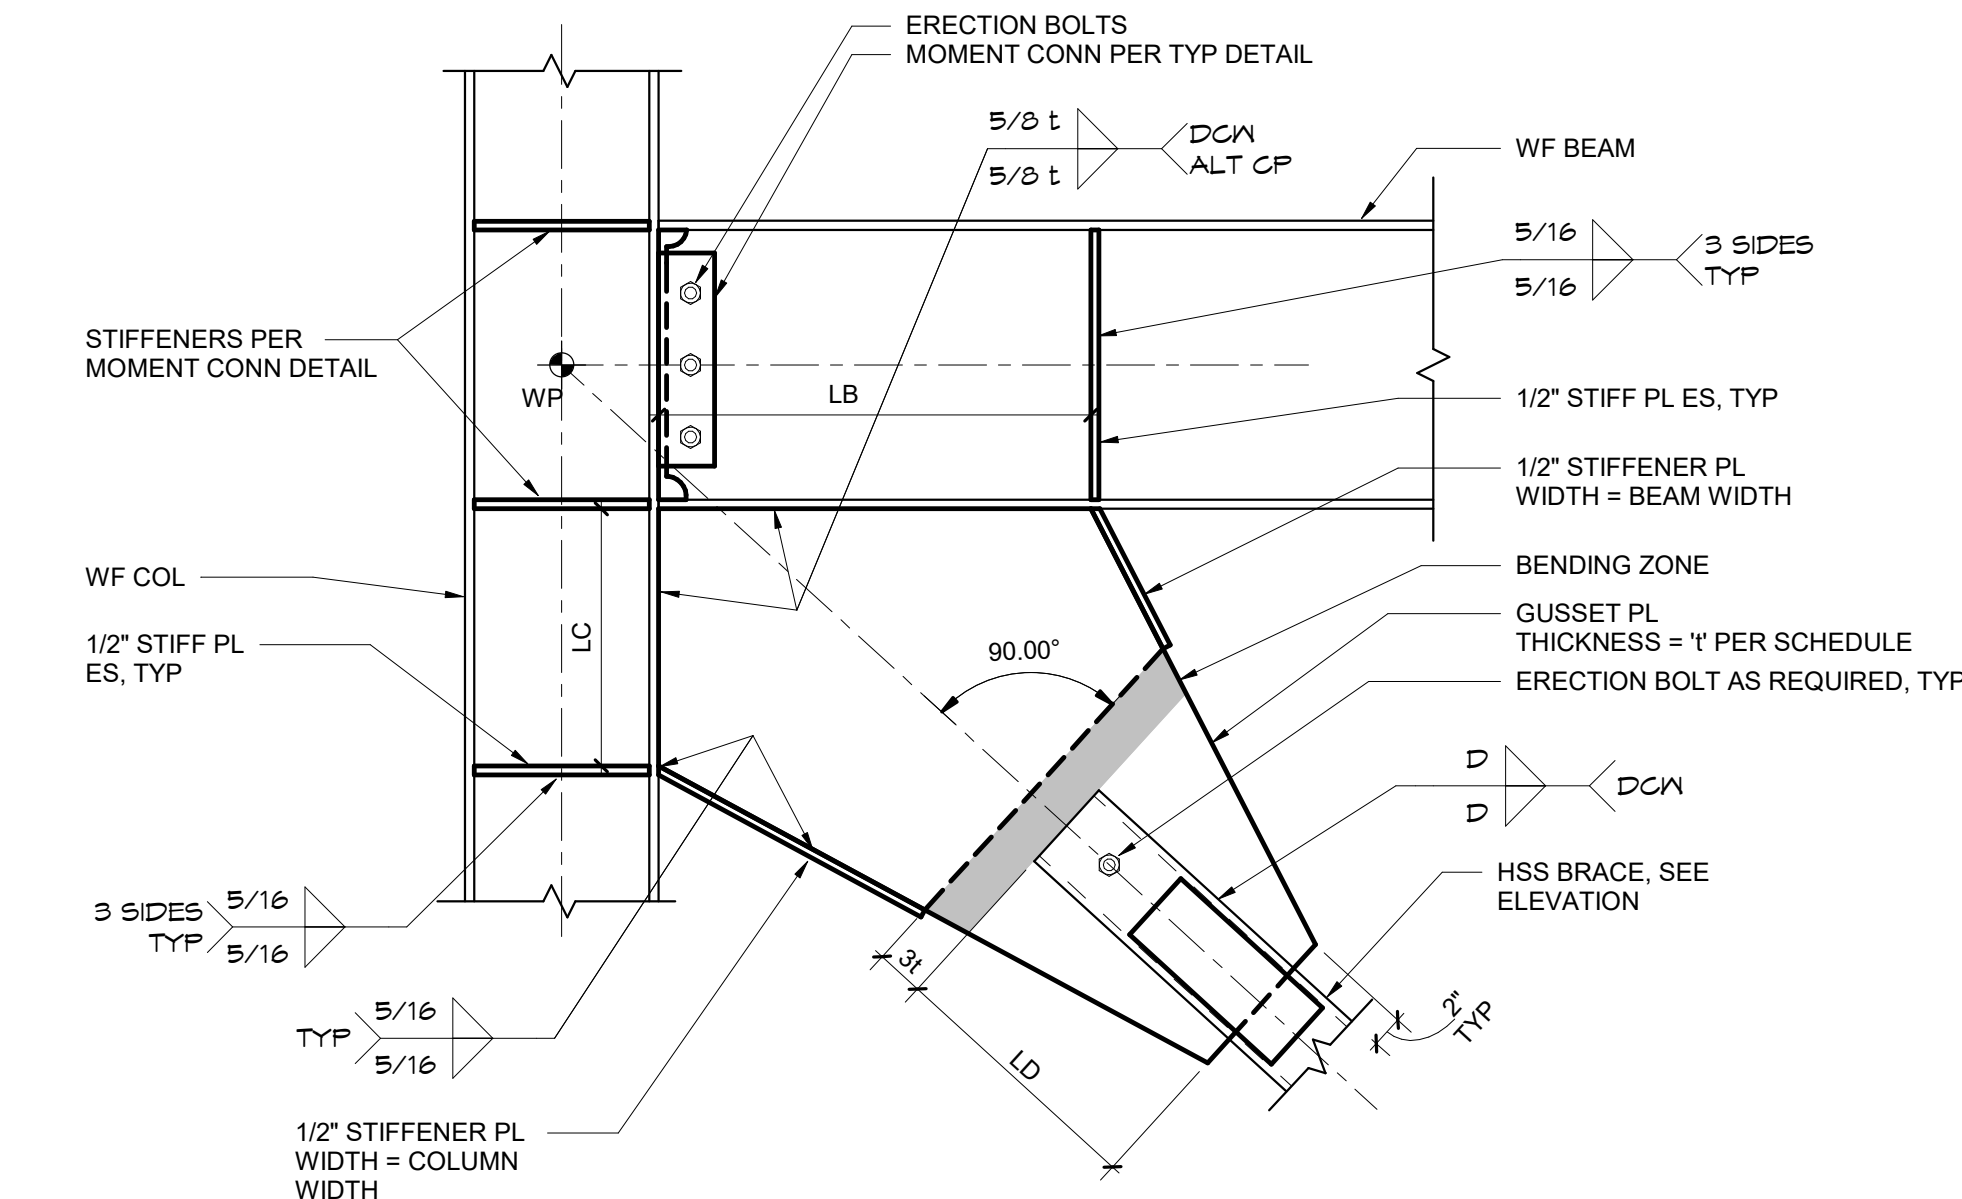 ERECTION BOLTS
MOMENT CONN PER TYP DETAIL
5/8 t
5/8 t
DCW
ALT CP
WF BEAM
5/16
5/16
3 SIDES
TYP
STIFFENERS PER
MOMENT CONN DETAIL
WP
LB
1/2" STIFF PL ES, TYP
1/2" STIFFENER PL
WIDTH = BEAM WIDTH
WF COL
BENDING ZONE
GUSSET PL
THICKNESS = 't' PER SCHEDULE
LC
1/2" STIFF PL
ES, TYP
90.00°
ERECTION BOLT AS REQUIRED, TYP
D
D
DCW
HSS BRACE, SEE
ELEVATION
3 SIDES
TYP
5/16
5/16
3t
2"
TYP
TYP
5/16
5/16
LD
1/2" STIFFENER PL
WIDTH = COLUMN
WIDTH